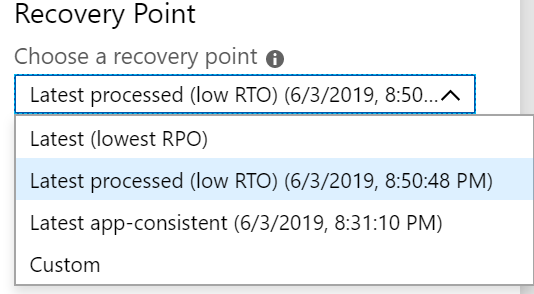 Recovery Point
Choose a recovery point
Latest processed (low RTO) (6/3/2019, 8:50...
Latest (lowest RPO)
Latest processed (low RTO) (6/3/2019, 8:50:48 PM)
Latest app-consistent (6/3/2019, 8:31:10 PM)
Custom